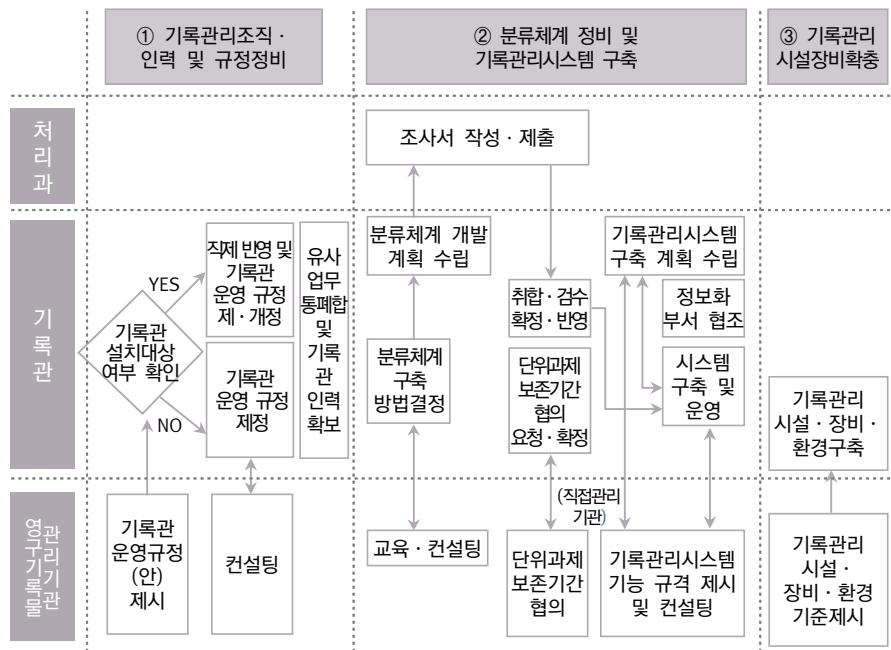 ① 기록관리조직 ·
인력 및 규정정비
② 분류체계 정비 및
기록관리시스템 구축
③ 기록관리
시설장비확충
처
리
과
조사서 작성 · 제출
기
록
관
기록관
설치대상
여부 확인
YES
NO
직제 반영 및
기록관
운영 규정
제 · 개정
기록관
운영 규정
제정
유사
업무
통폐합
및
기록
관
인력
확보
분류체계 개발
계획 수립
분류체계
구축
방법결정
취합 · 검수
확정 · 반영
단위과제
보존기간
협의
요청 · 확정
기록관리시스템
구축 계획 수립
정보화
부서 협조
시스템
구축 및
운영
기록관리
시설 · 장비 ·
환경구축
영구기록물
관리기관
기록관
운영규정
(안)
제시
컨설팅
교육 · 컨설팅
단위과제
보존기간
협의
(직접관리
기관)
기록관리시스템
기능 규격 제시
및 컨설팅
기록관리
시설 ·
장비 · 환경
기준제시